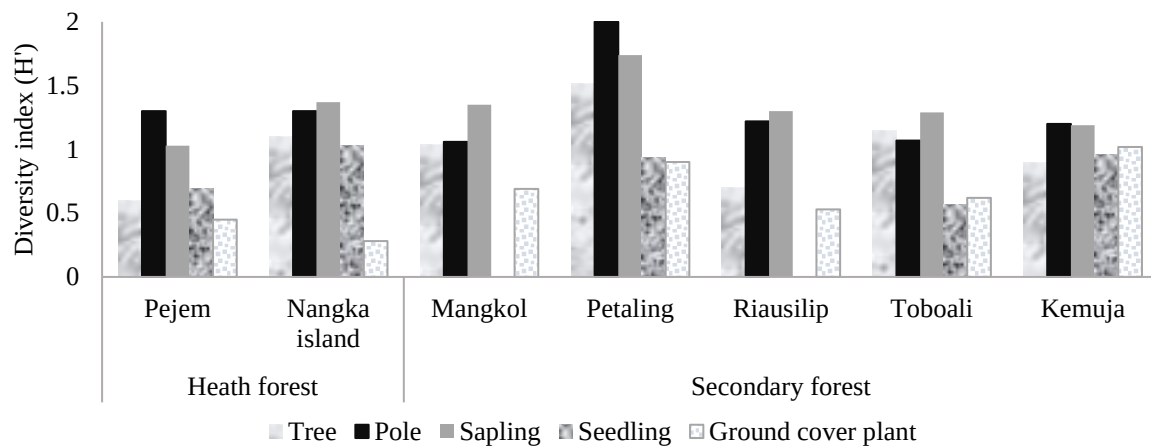 Diversity index (H')
2
1.5
1
0.5
0
Pejem
Nangka
island
Mangkol
Petaling
Riausilip
Toboali
Kemuja
Heath forest
Secondary forest
Tree
Pole
Sapling
Seedling
Ground cover plant